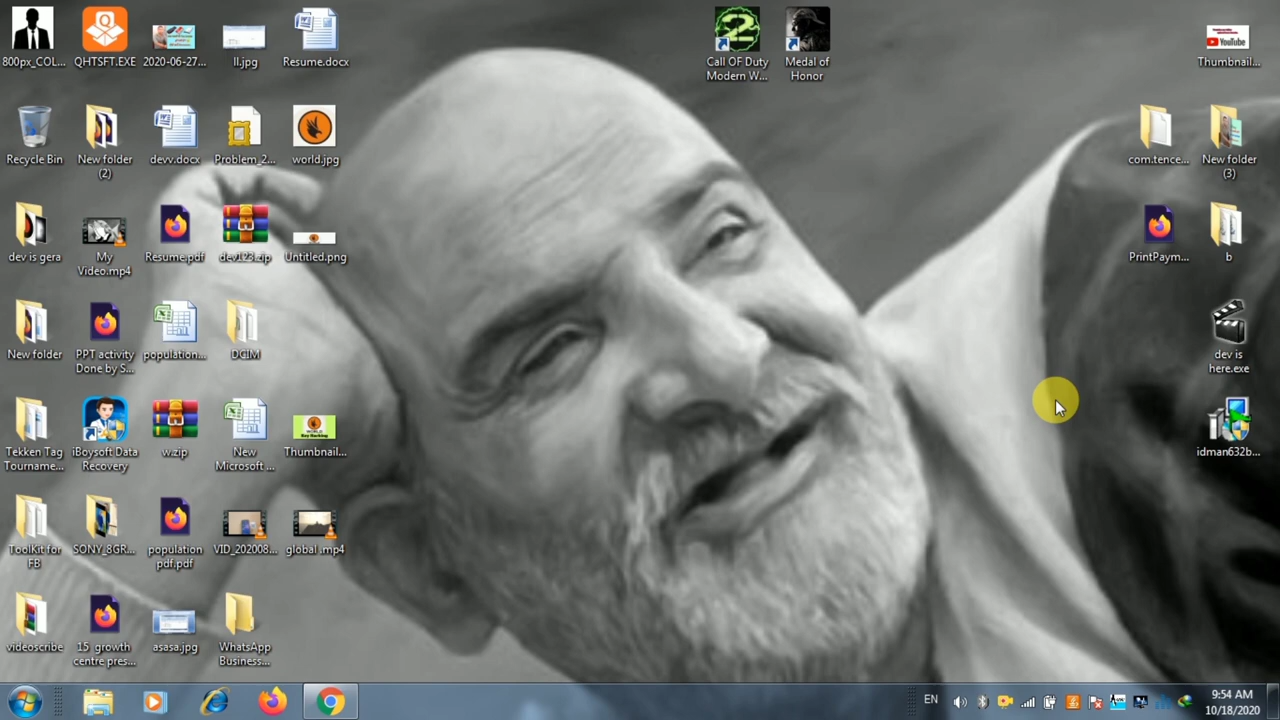 800px_COL...
QHTSFT.EXE
2020-06-27...
ll.jpg
Resume.docx
Call OF Duty
Modern W...
Medal of
Honor
YouTube
Thumbnail...
Recycle Bin
New folder
(2)
devv.docx
Problem_2...
world.jpg
com.tence...
New folder
(3)
dev is gera
My
Video.mp4
Resume.pdf
dev123.zip
Untitled.png
PrintPaym...
b
New folder
PPT activity
Done by S...
population...
DCIM
dev is
here.exe
Tekken Tag
Tourname...
iBoysoft Data
Recovery
w.zip
New
Microsoft ...
Thumbnail...
idman632b...
ToolKit for
FB
SONY_8GR...
population
pdf.pdf
VID_202008...
global .mp4
videoscribe
15 growth
centre pres...
asasa.jpg
WhatsApp
Business...
EN
9:54 AM
10/18/2020